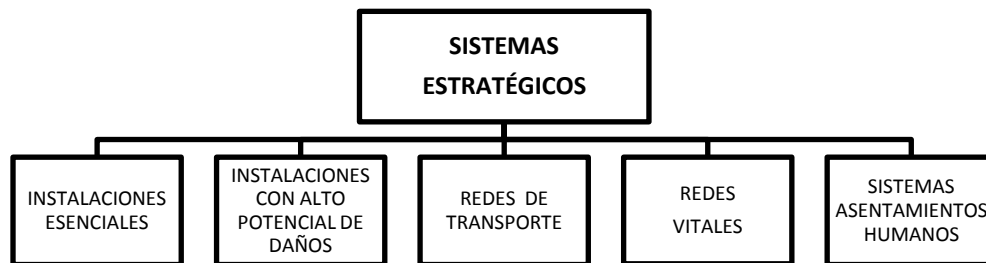 SISTEMAS
ESTRATÉGICOS
INSTALACIONES
ESENCIALES
INSTALACIONES
CON ALTO
POTENCIAL DE
DAÑOS
REDES DE
TRANSPORTE
REDES
VITALES
SISTEMAS
ASENTAMIENTOS
HUMANOS